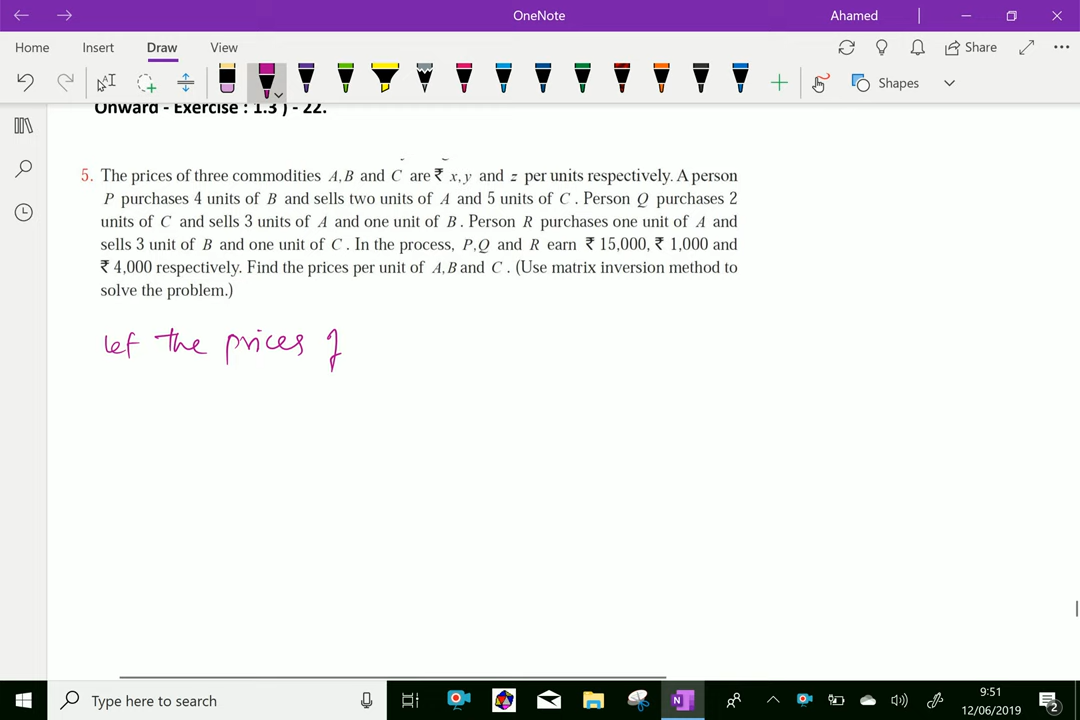 OneNote
Ahamed
Home Insert Draw View
Share
Shapes
Onward - Exercise : 1.3 ) - 22.
5. The prices of three commodities A, B and C are ₹ x, y and z per units respectively. A person
P purchases 4 units of B and sells two units of A and 5 units of C . Person Q purchases 2
units of C and sells 3 units of A and one unit of B . Person R purchases one unit of A and
sells 3 unit of B and one unit of C . In the process, P, Q and R earn ₹ 15,000, ₹ 1,000 and
₹ 4,000 respectively. Find the prices per unit of A, B and C . (Use matrix inversion method to
solve the problem.)
Let the prices of
Type here to search
9:51
12/06/2019
2